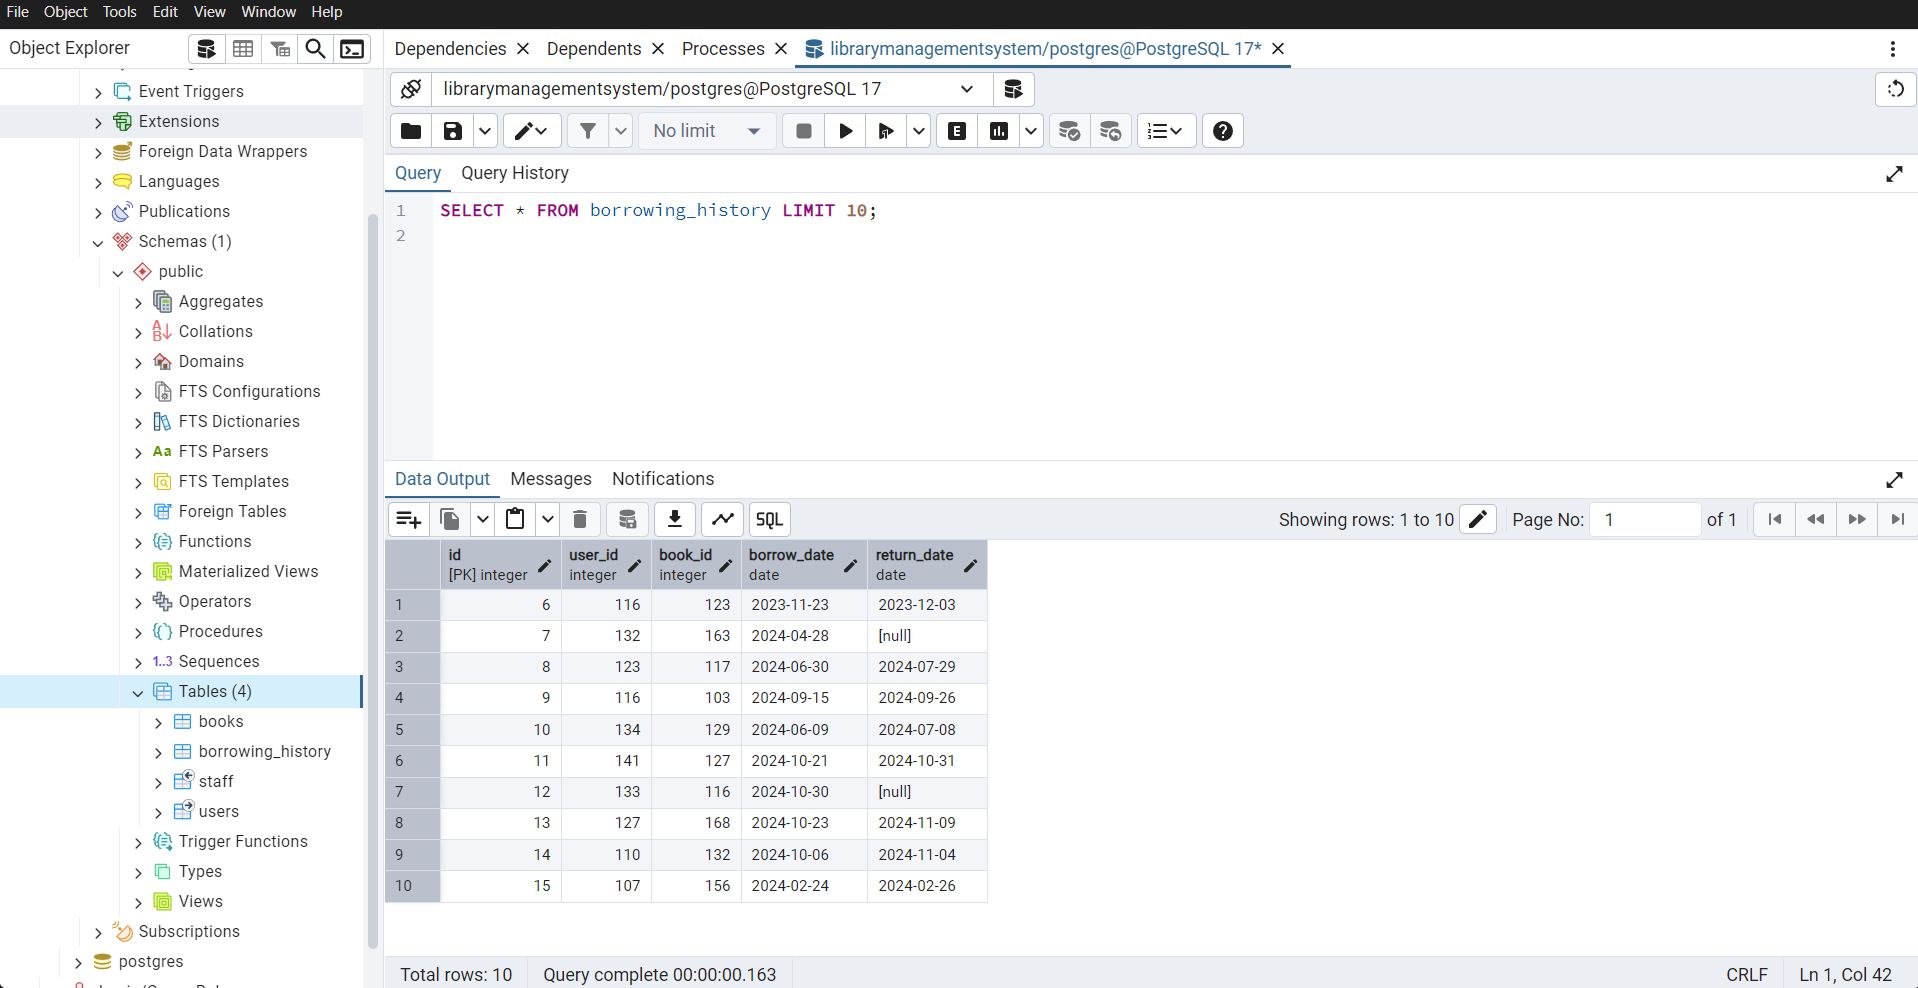 File Object Tools Edit View Window Help
Object Explorer
Event Triggers
Extensions
Foreign Data Wrappers
Languages
Publications
Schemas (1)
public
Aggregates
Collations
Domains
FTS Configurations
FTS Dictionaries
Aa FTS Parsers
FTS Templates
Foreign Tables
Functions
Materialized Views
Operators
Procedures
1..3 Sequences
Tables (4)
books
borrowing_history
staff
users
Trigger Functions
Types
Views
Subscriptions
postgres
Dependencies Dependents Processes librarymanagementsystem/postgres@PostgreSQL 17*
librarymanagementsystem/postgres@PostgreSQL 17
No limit E
Query Query History
1 SELECT * FROM borrowing_history LIMIT 10;
2
Data Output Messages Notifications
SQL Showing rows: 1 to 10 Page No: 1 of 1
id user_id book_id borrow_date return_date
[PK] integer integer integer date date
1 6 116 123 2023-11-23 2023-12-03
2 7 132 163 2024-04-28 [null]
3 8 123 117 2024-06-30 2024-07-29
4 9 116 103 2024-09-15 2024-09-26
5 10 134 129 2024-06-09 2024-07-08
6 11 141 127 2024-10-21 2024-10-31
7 12 133 116 2024-10-30 [null]
8 13 127 168 2024-10-23 2024-11-09
9 14 110 132 2024-10-06 2024-11-04
10 15 107 156 2024-02-24 2024-02-26
Total rows: 10 Query complete 00:00:00.163 CRLF Ln 1, Col 42